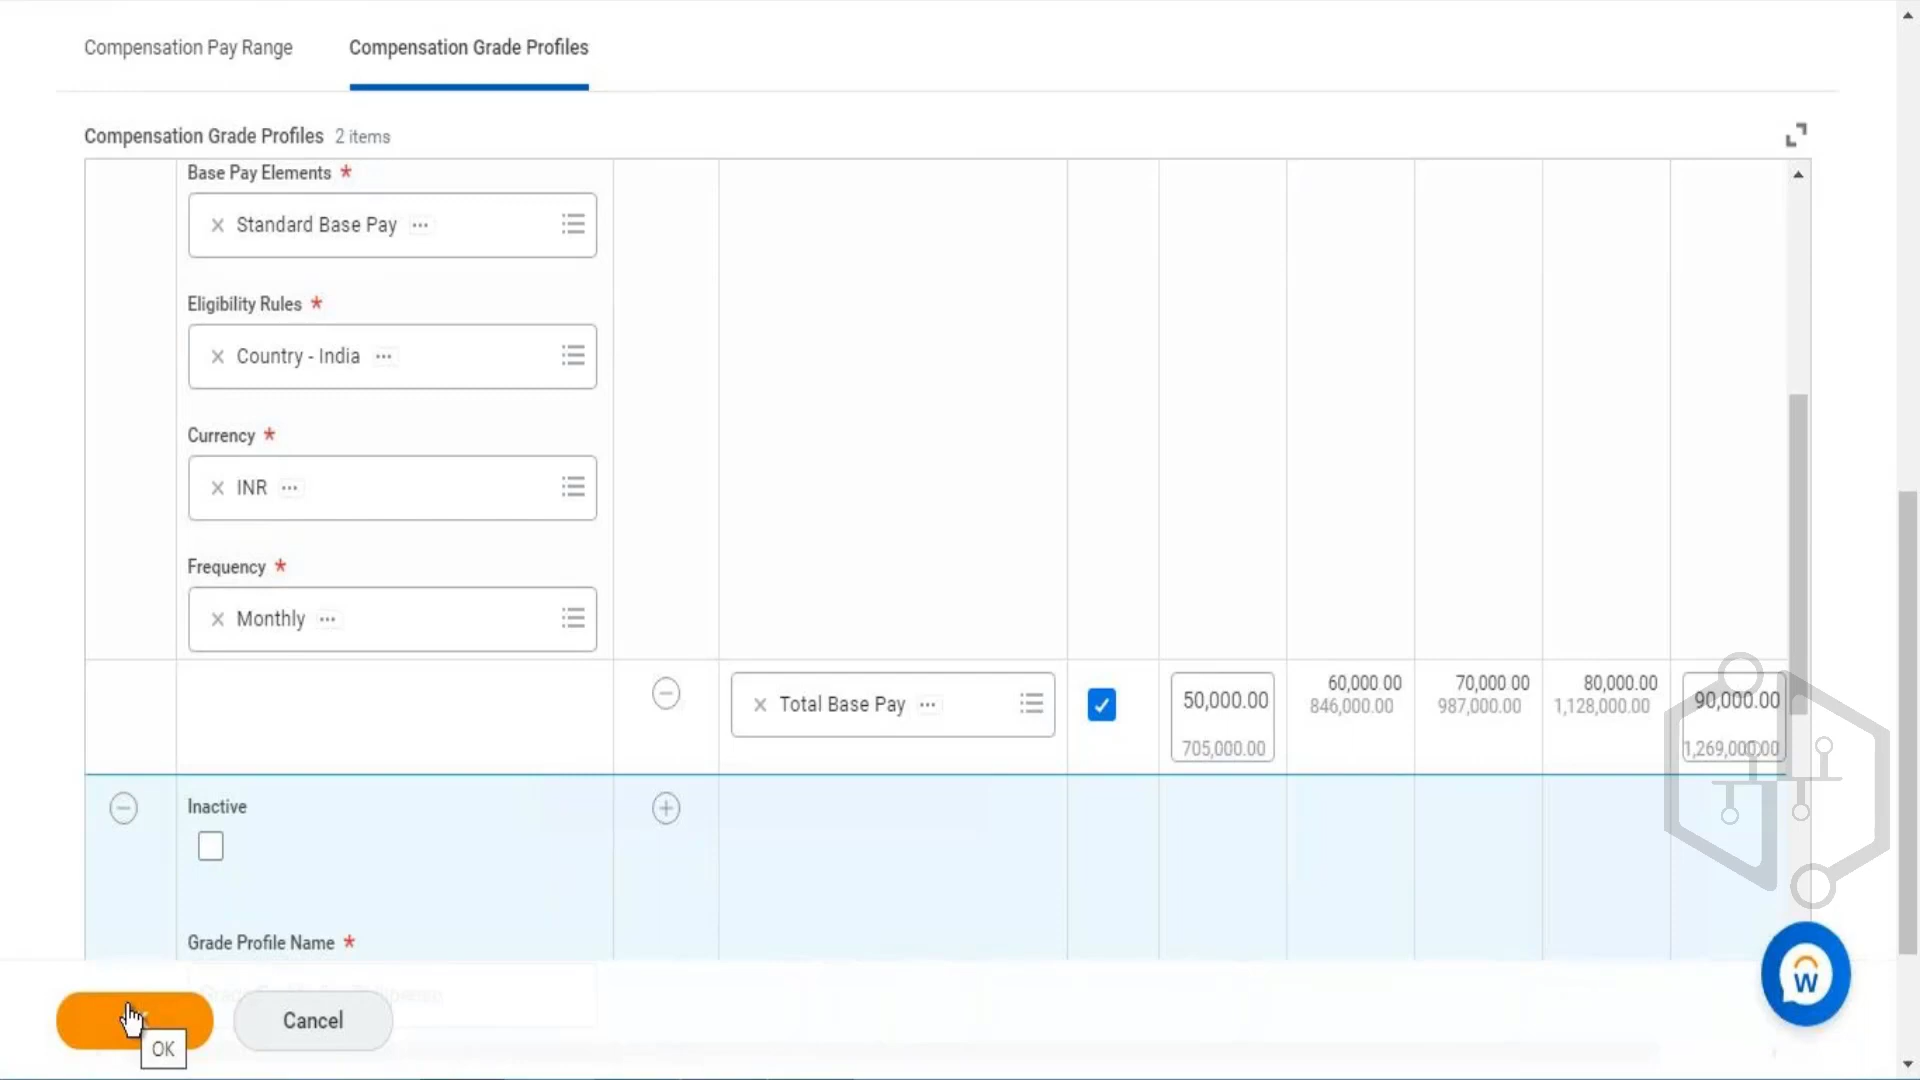 Compensation Pay Range Compensation Grade Profiles
Compensation Grade Profiles 2 items
Base Pay Elements *
× Standard Base Pay ...
Eligibility Rules *
× Country - India ...
Currency *
× INR ...
Frequency *
× Monthly ...
× Total Base Pay ... 50,000.00 60,000.00 70,000.00 80,000.00 90,000.00
705,000.00 846,000.00 987,000.00 1,128,000.00 1,269,000.00
Inactive
Grade Profile Name *
W
Cancel
OK